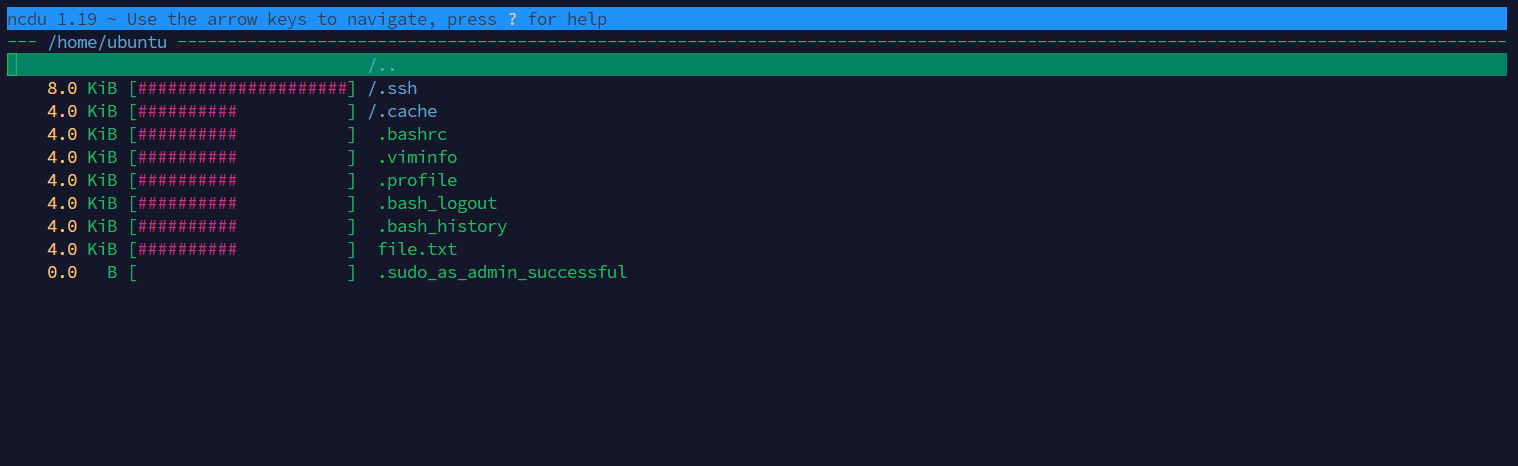 ncdu 1.19 ~ Use the arrow keys to navigate, press ? for help
--- /home/ubuntu -------------------------------------------------------------------------------------------------------------------------------------
/..
8.0 KiB [#####################] /.ssh
4.0 KiB [##########           ] /.cache
4.0 KiB [##########           ]  .bashrc
4.0 KiB [##########           ]  .viminfo
4.0 KiB [##########           ]  .profile
4.0 KiB [##########           ]  .bash_logout
4.0 KiB [##########           ]  .bash_history
4.0 KiB [##########           ]  file.txt
0.0   B [                     ]  .sudo_as_admin_successful